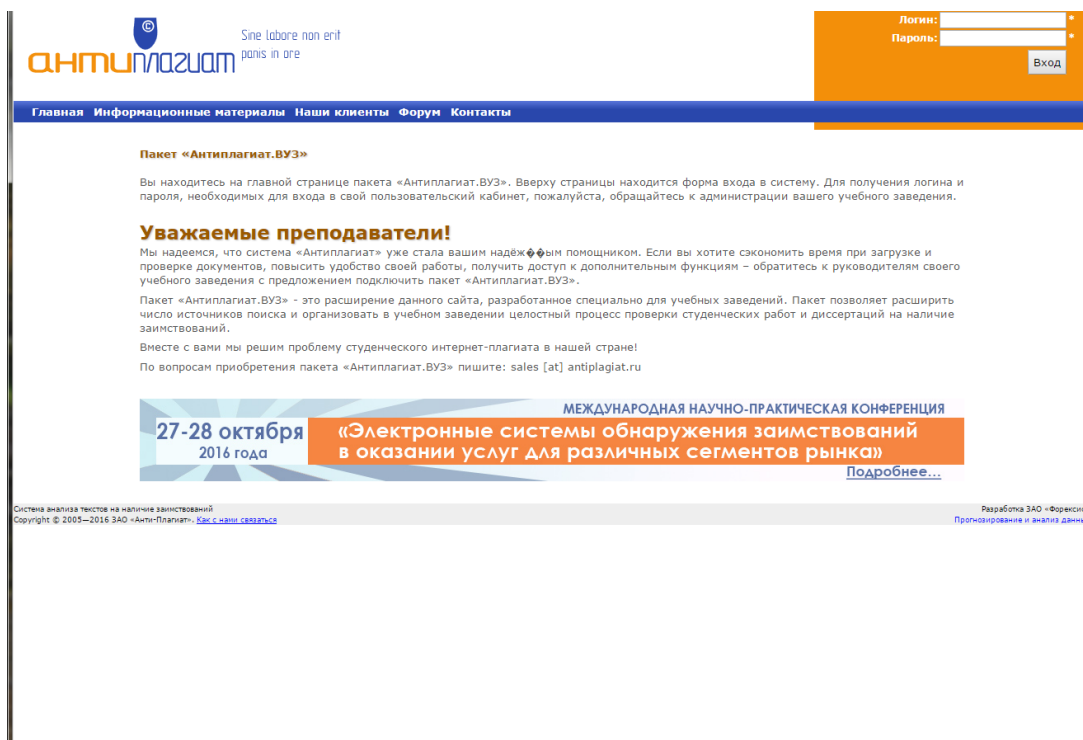 ©
антиплагиат
Sine labore non erit
panis in ore
Логин: *
Пароль: *
Вход
Главная Информационные материалы Наши клиенты Форум Контакты
Пакет «Антиплагиат.ВУЗ»
Вы находитесь на главной странице пакета «Антиплагиат.ВУЗ». Вверху страницы находится форма входа в систему. Для получения логина и
пароля, необходимых для входа в свой пользовательский кабинет, пожалуйста, обращайтесь к администрации вашего учебного заведения.
Уважаемые преподаватели!
Мы надеемся, что система «Антиплагиат» уже стала вашим надёж��ым помощником. Если вы хотите сэкономить время при загрузке и
проверке документов, повысить удобство своей работы, получить доступ к дополнительным функциям – обратитесь к руководителям своего
учебного заведения с предложением подключить пакет «Антиплагиат.ВУЗ».
Пакет «Антиплагиат.ВУЗ» - это расширение данного сайта, разработанное специально для учебных заведений. Пакет позволяет расширить
число источников поиска и организовать в учебном заведении целостный процесс проверки студенческих работ и диссертаций на наличие
заимствований.
Вместе с вами мы решим проблему студенческого интернет-плагиата в нашей стране!
По вопросам приобретения пакета «Антиплагиат.ВУЗ» пишите: sales [at] antiplagiat.ru
МЕЖДУНАРОДНАЯ НАУЧНО-ПРАКТИЧЕСКАЯ КОНФЕРЕНЦИЯ
27-28 октября
2016 года
«Электронные системы обнаружения заимствований
в оказании услуг для различных сегментов рынка»
Подробнее...
Система анализа текстов на наличие заимствований
Copyright © 2005—2016 ЗАО «Анти-Плагиат». Как с нами связаться
Разработка ЗАО «Форекси
Прогнозирование и анализ данн